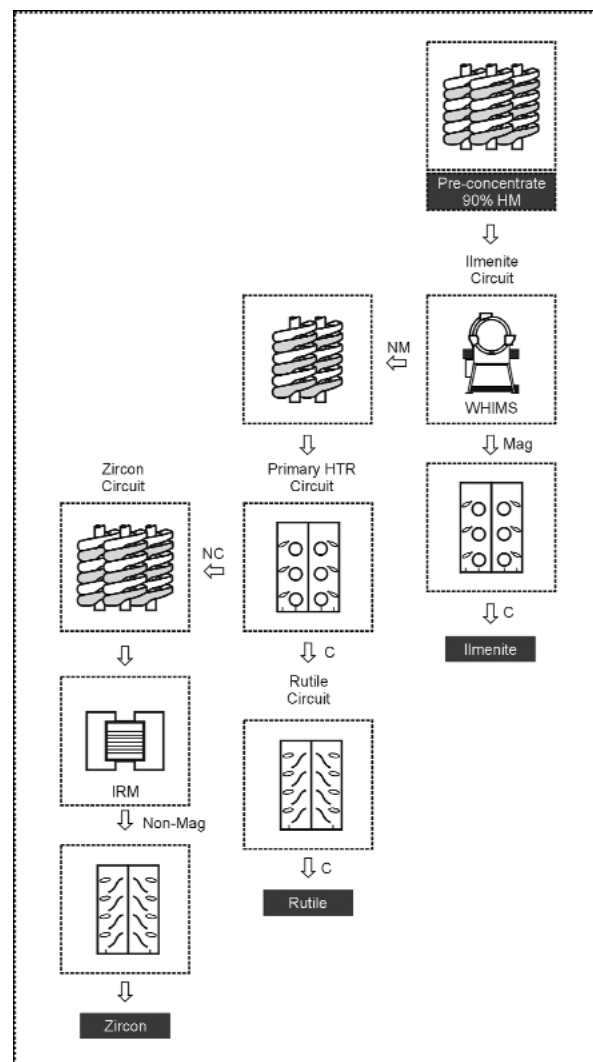 Pre-concentrate
90% HM
Ilmenite
Circuit
NM
WHIMS
Mag
Zircon
Circuit
Primary HTR
Circuit
NC
C
Ilmenite
C
Rutile
Circuit
IRM
Non-Mag
C
Rutile
Zircon